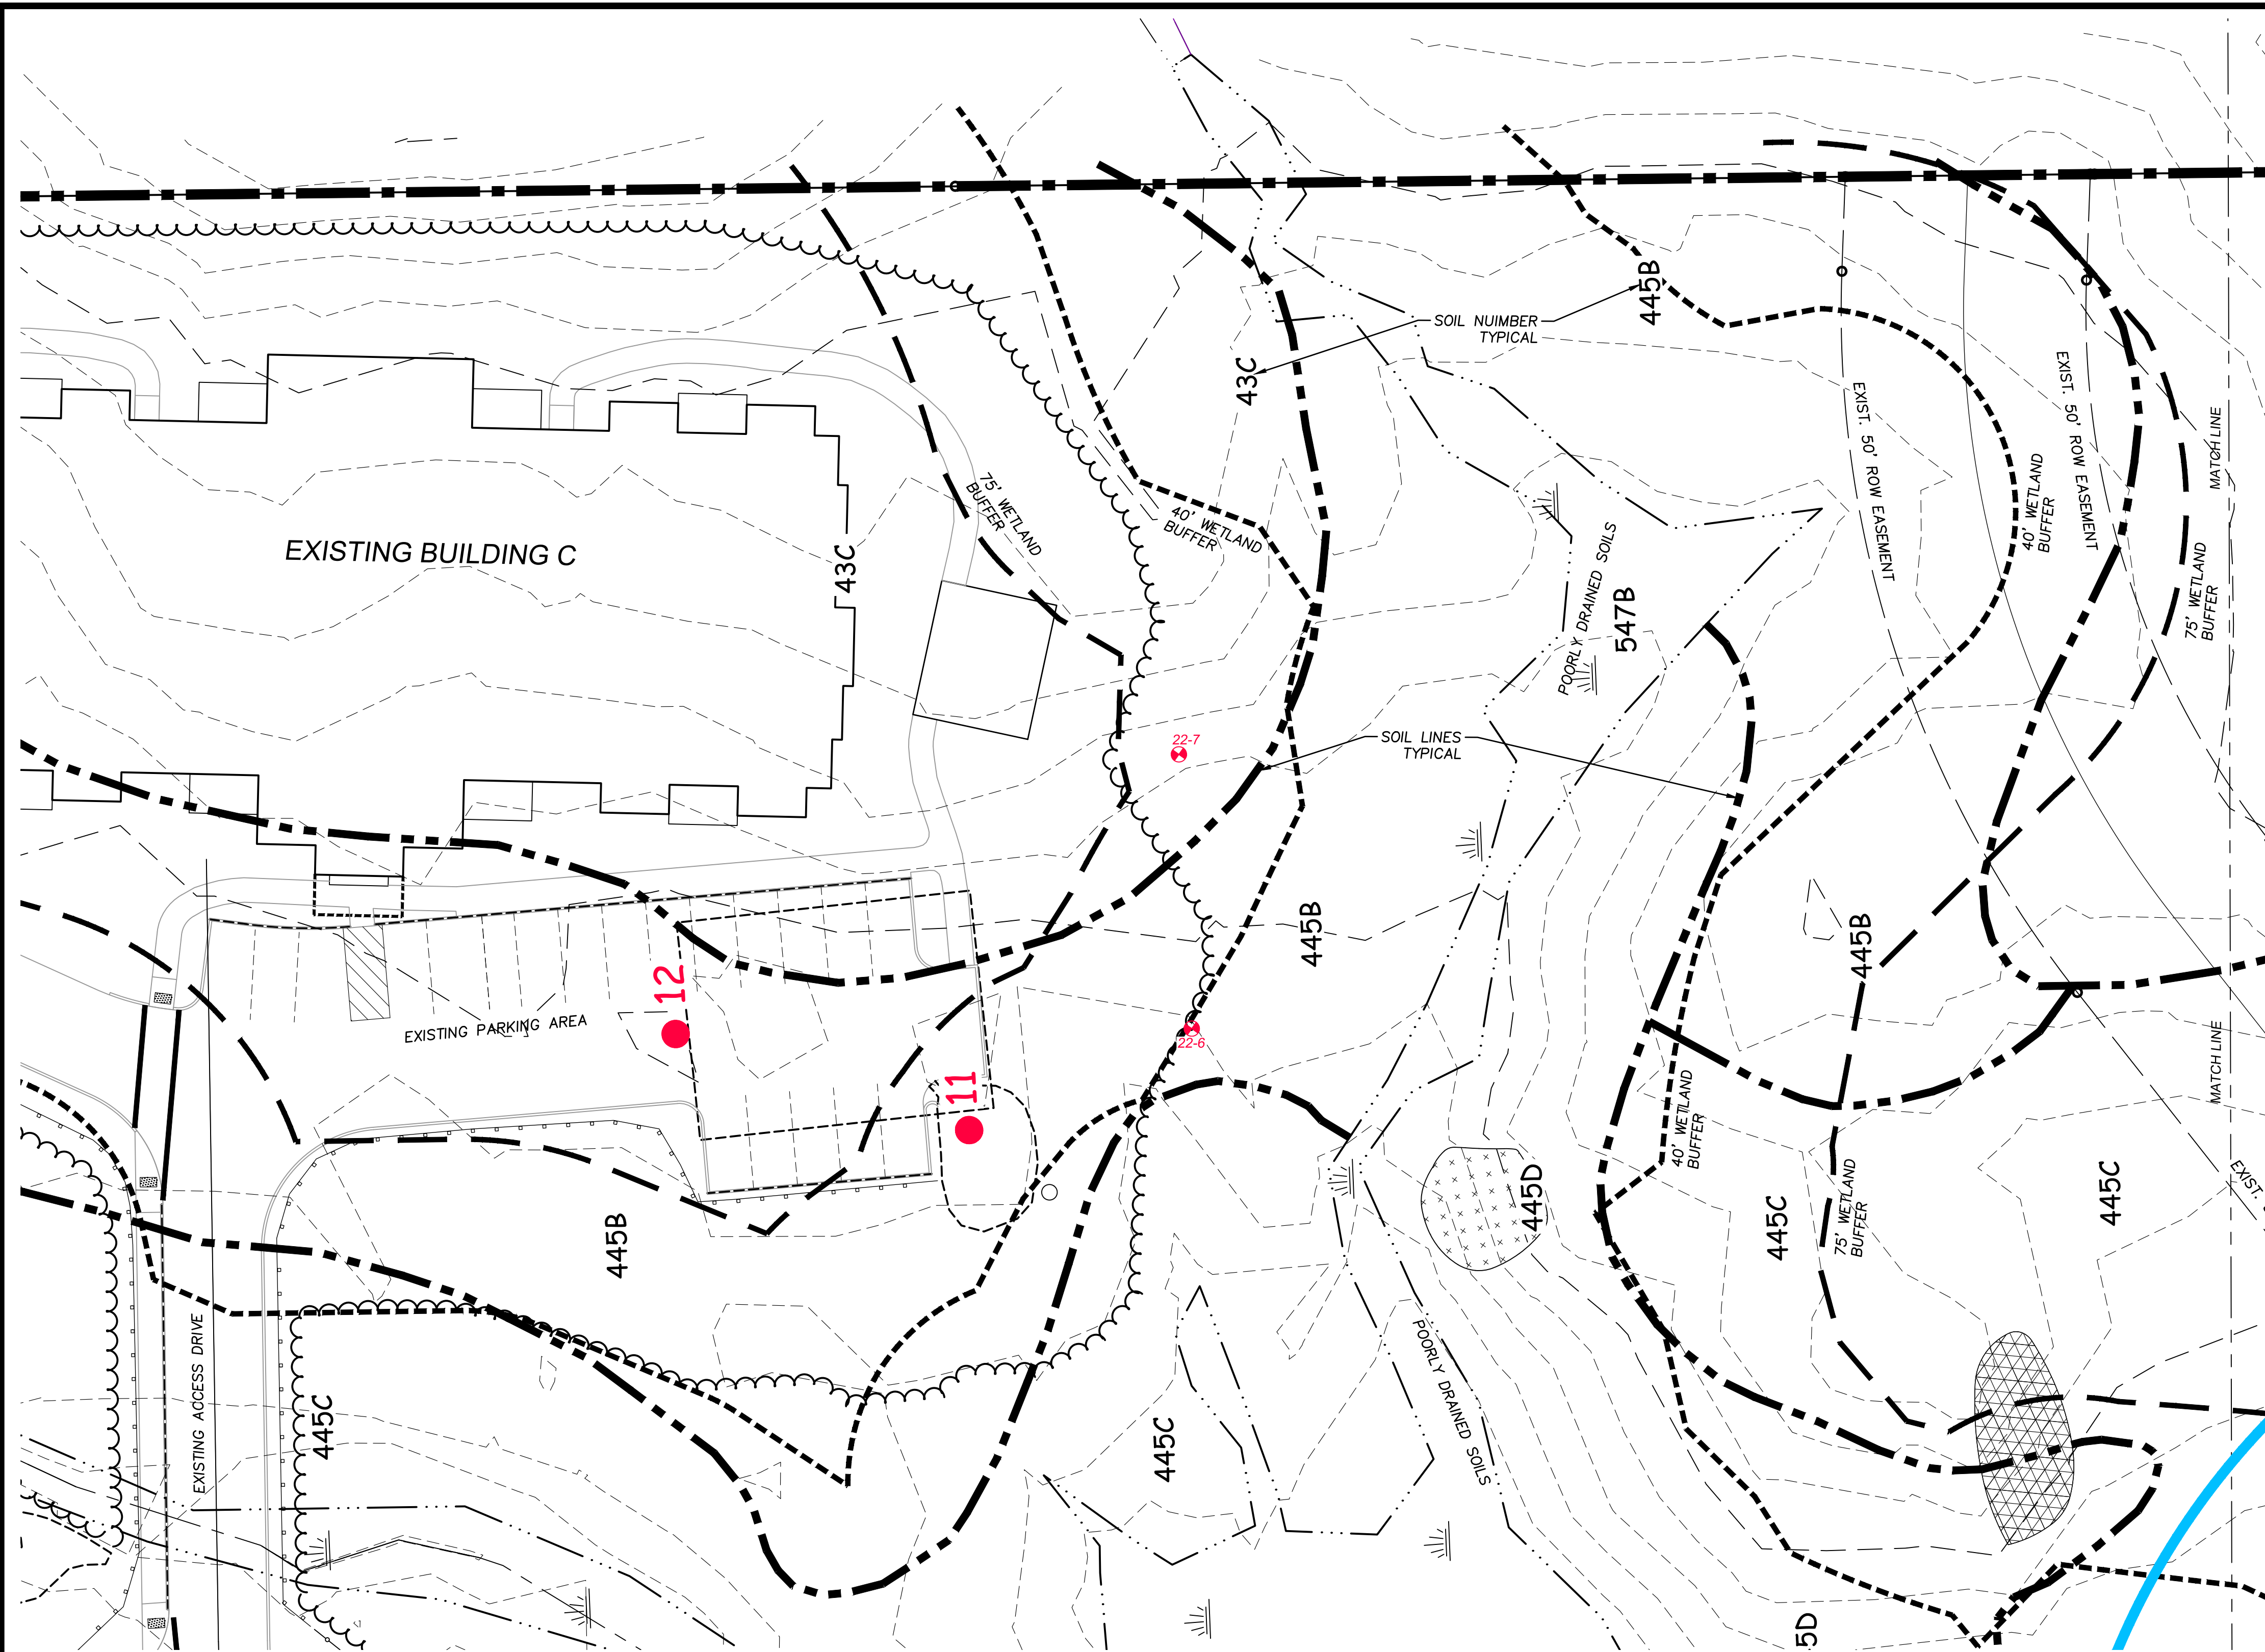 SOIL NUIMBER
TYPICAL
445B
43C
EXIST. 50' ROW EASEMENT
EXIST. 50' ROW EASEMENT
MATCH LINE
40' WETLAND
BUFFER
75' WETLAND
BUFFER
75' WETLAND
BUFFER
40' WETLAND
BUFFER
EXISTING BUILDING C
43C
POORLY DRAINED SOILS
547B
22-7
SOIL LINES
TYPICAL
445B
445B
12
EXISTING PARKING AREA
22-6
11
MATCH LINE
40' WETLAND
BUFFER
445D
445C
75' WETLAND
BUFFER
445C
EXIST.
445B
EXISTING ACCESS DRIVE
445C
445C
POORLY DRAINED SOILS
5D